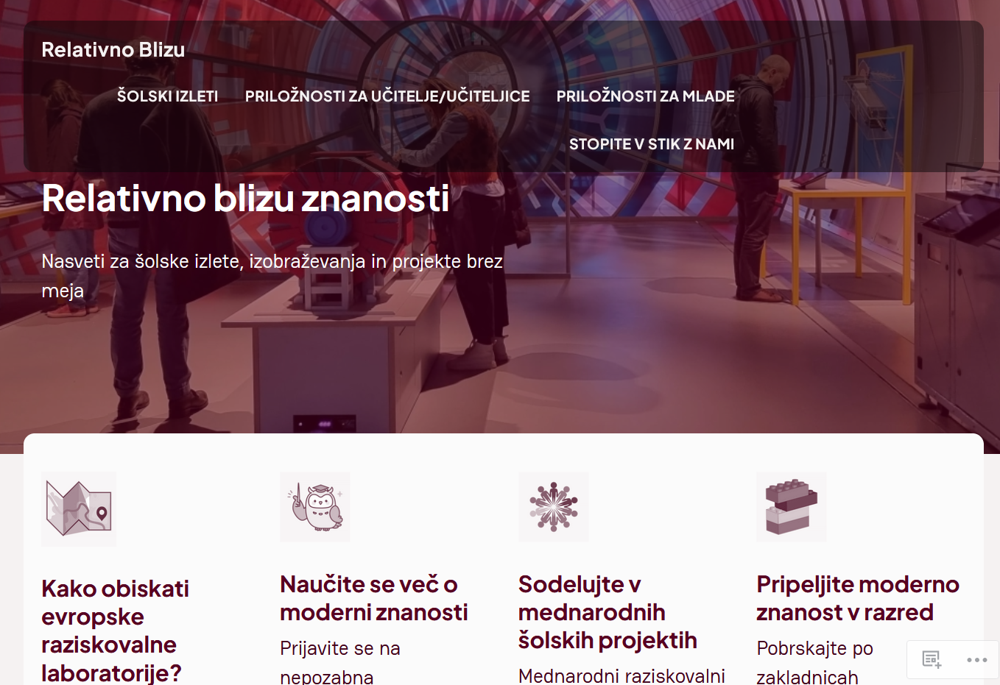 Relativno Blizu
ŠOLSKI IZLETI PRILOŽNOSTI ZA UČITELJE/UČITELJICE PRILOŽNOSTI ZA MLADE
STOPITE V STIK Z NAMI
Relativno blizu znanosti
Nasveti za šolske izlete, izobraževanja in projekte brez
meja
Kako obiskati
evropske
raziskovalne
laboratorije?
Naučite se več o
moderni znanosti
Prijavite se na
nepozabna
Sodelujte v
mednarodnih
šolskih projektih
Mednarodni raziskovalni
Pripeljite moderno
znanost v razred
Pobrskajte po
zakladnicah